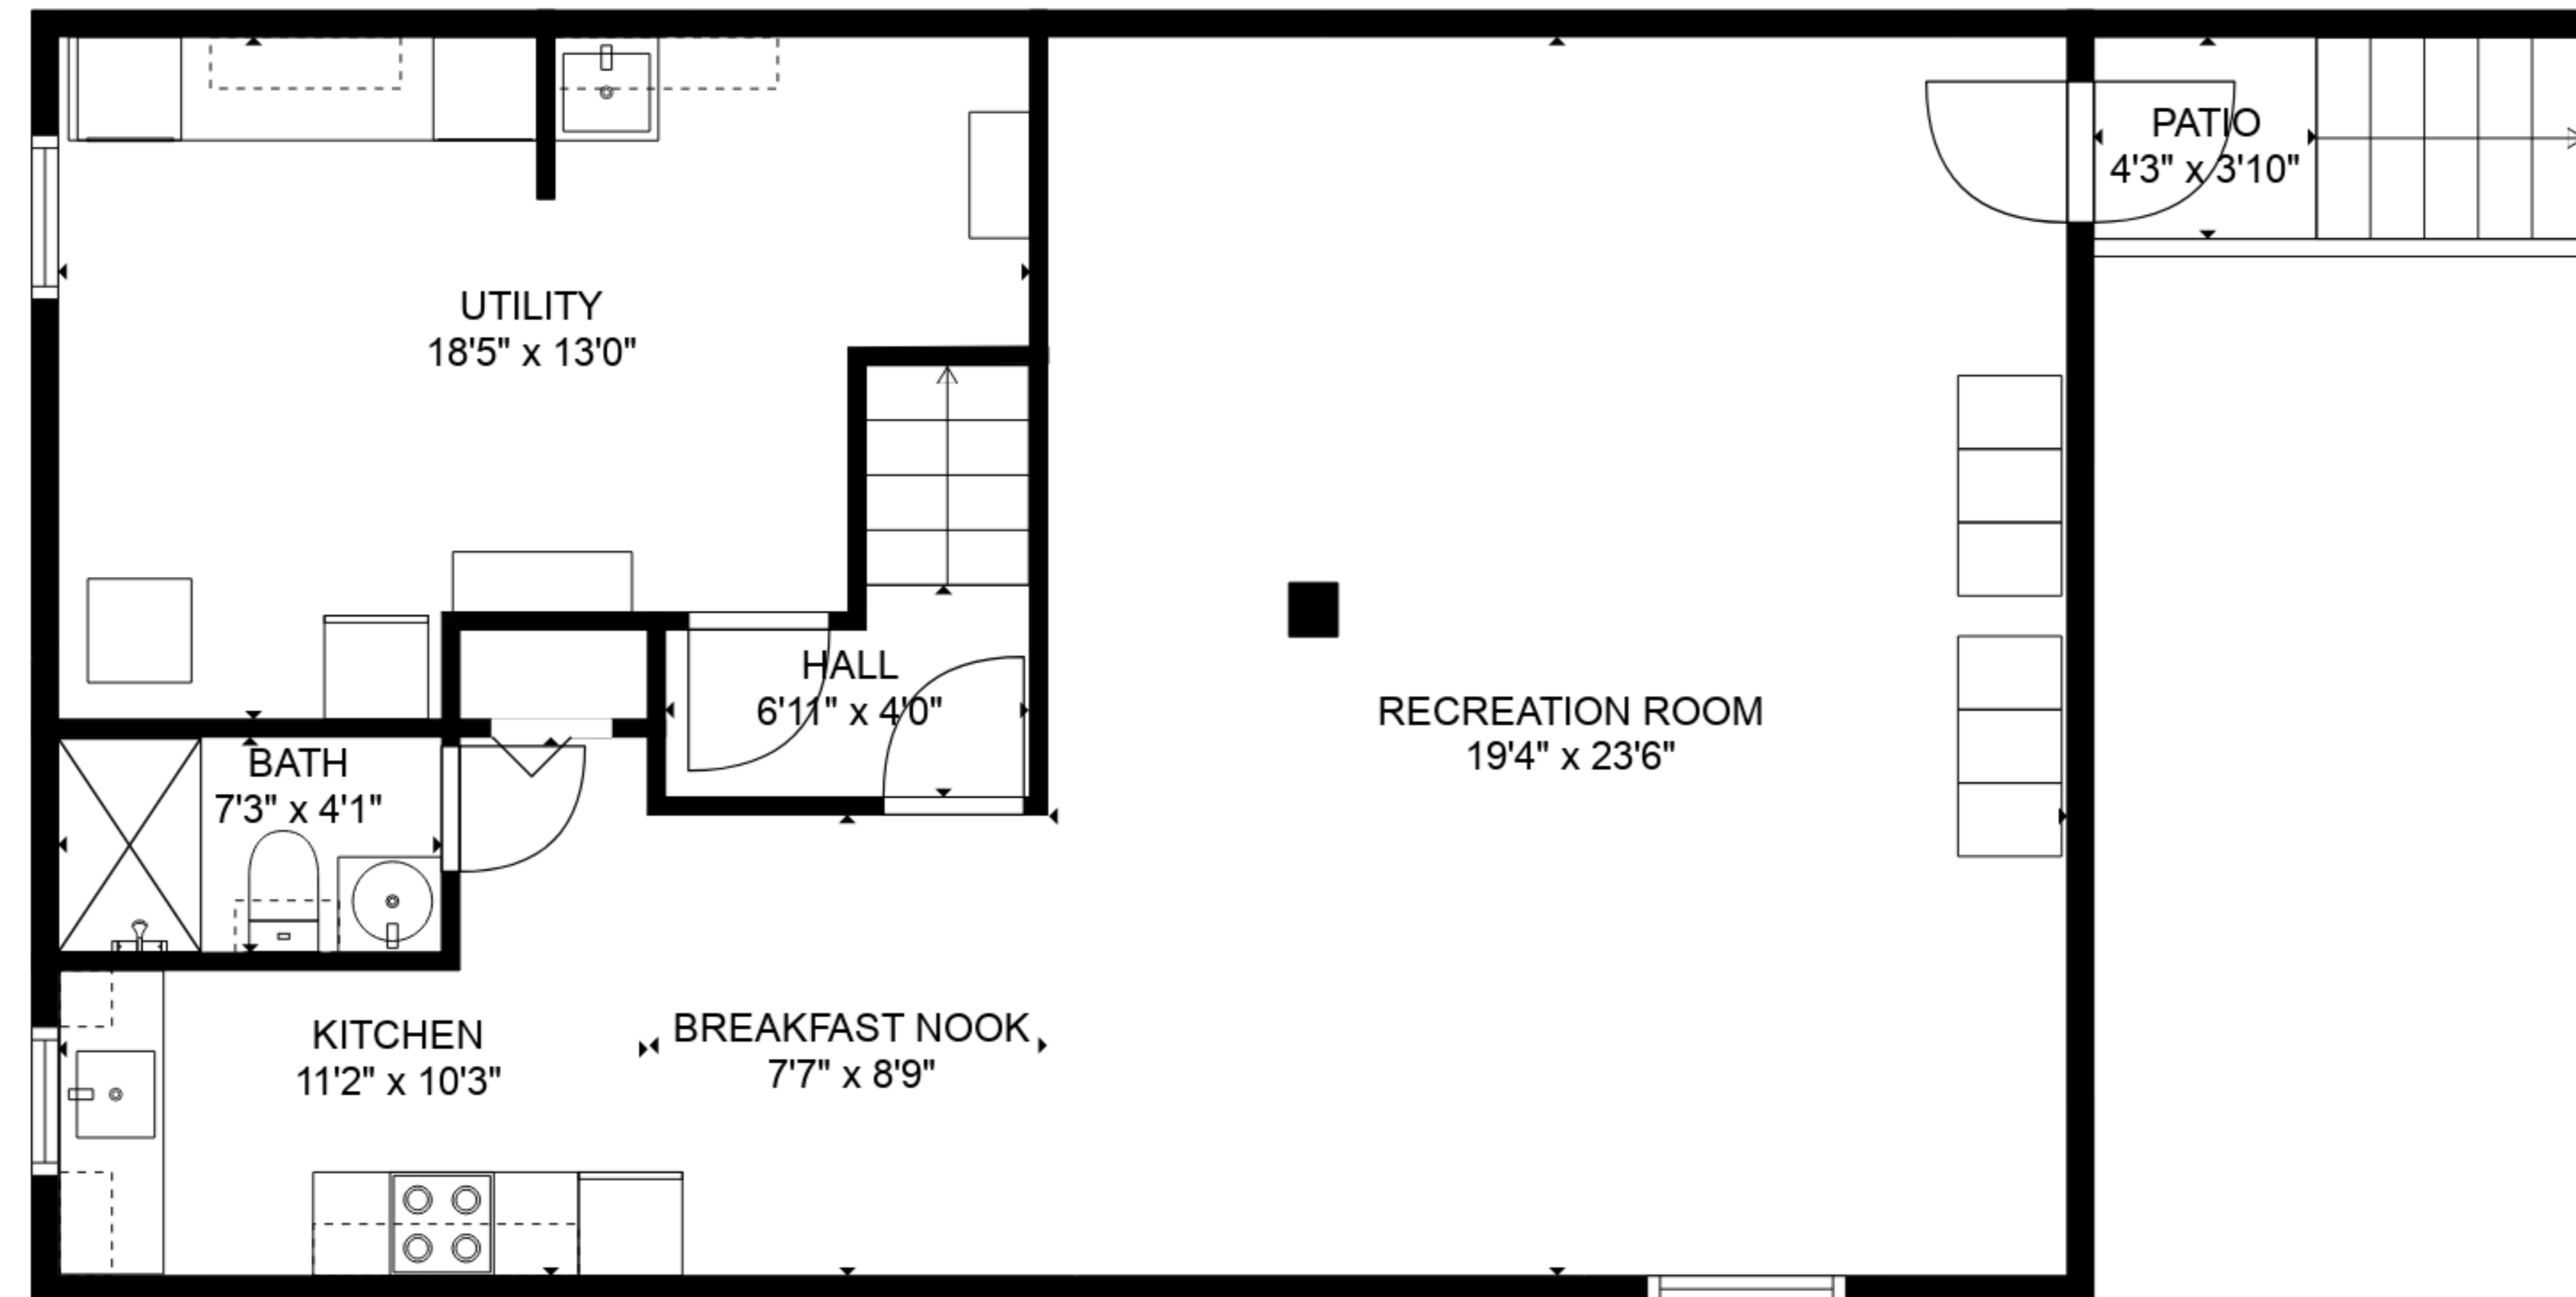 PATIO
4'3" x 3'10"
UTILITY
18'5" x 13'0"
HALL
6'11" x 4'0"
RECREATION ROOM
19'4" x 23'6"
BATH
7'3" x 4'1"
KITCHEN
11'2" x 10'3"
BREAKFAST NOOK
7'7" x 8'9"